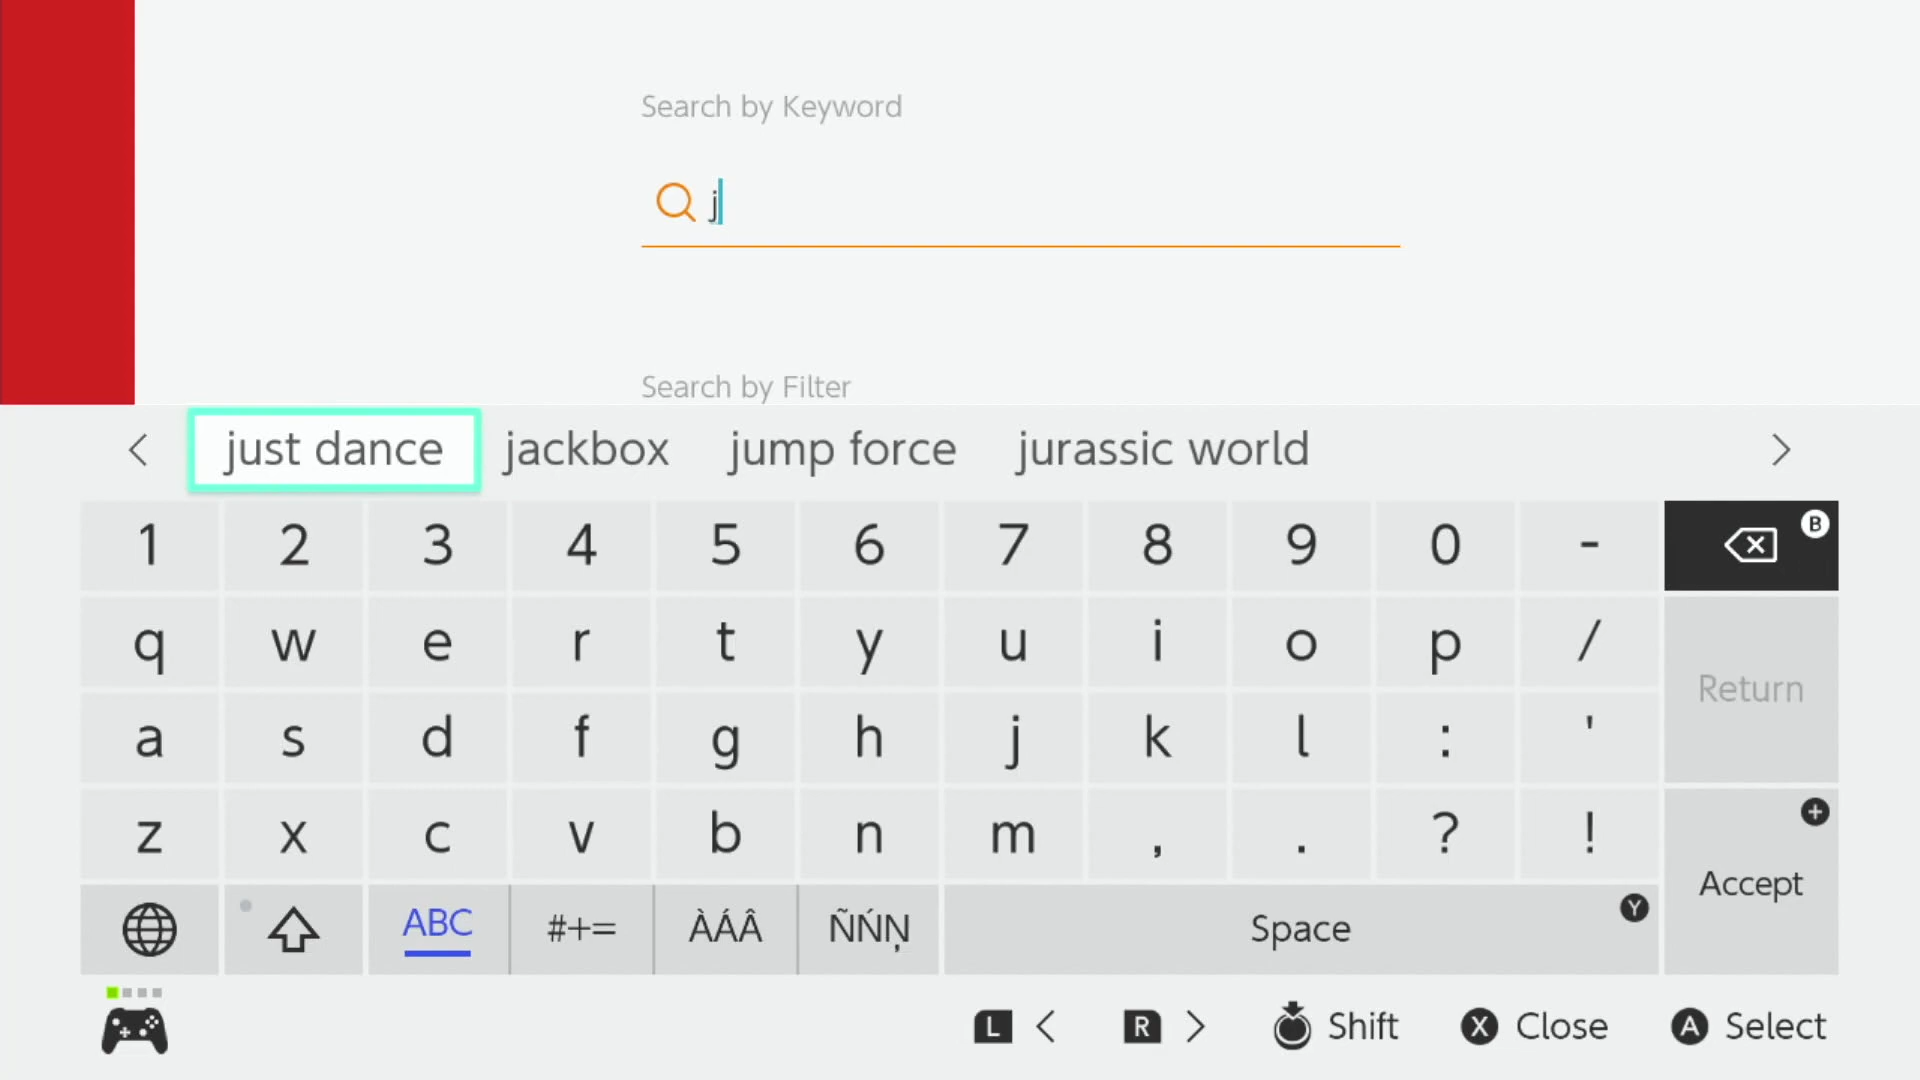 Search by Keyword
j
Search by Filter
just dance jackbox jump force jurassic world
1 2 3 4 5 6 7 8 9 0 - B
q w e r t y u i o p /
Return
a s d f g h j k l : '
z x c v b n m , . ? ! +
Accept
ABC #+= ÀÁÂ ÑŃŅ Space Y
L < R > Shift X Close A Select